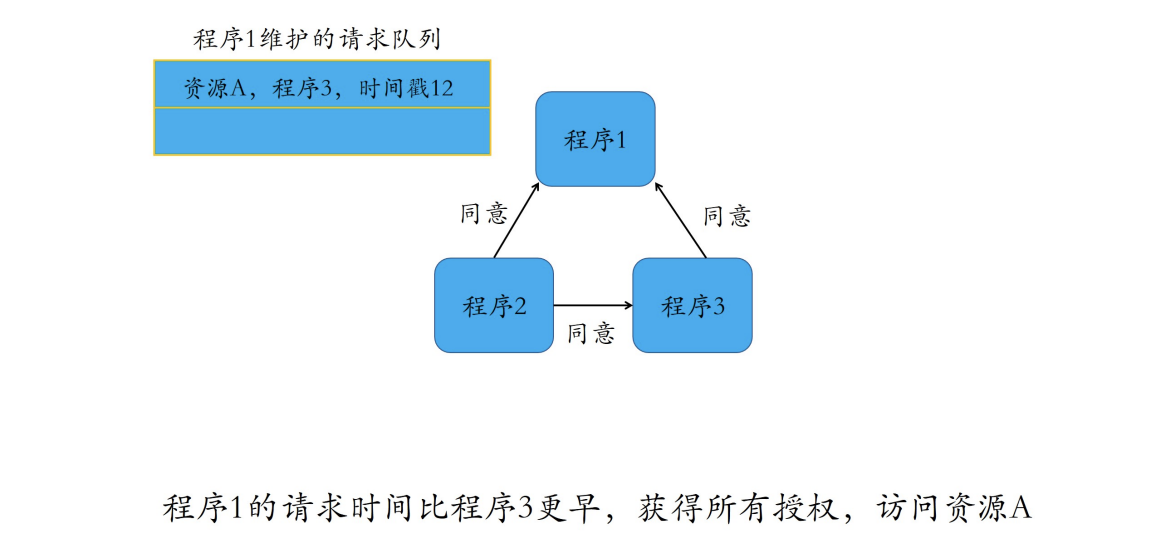 程序1维护的请求队列
资源A，程序3，时间戳12
程序1
同意
同意
程序2
程序3
同意
程序1的请求时间比程序3更早，获得所有授权，访问资源A